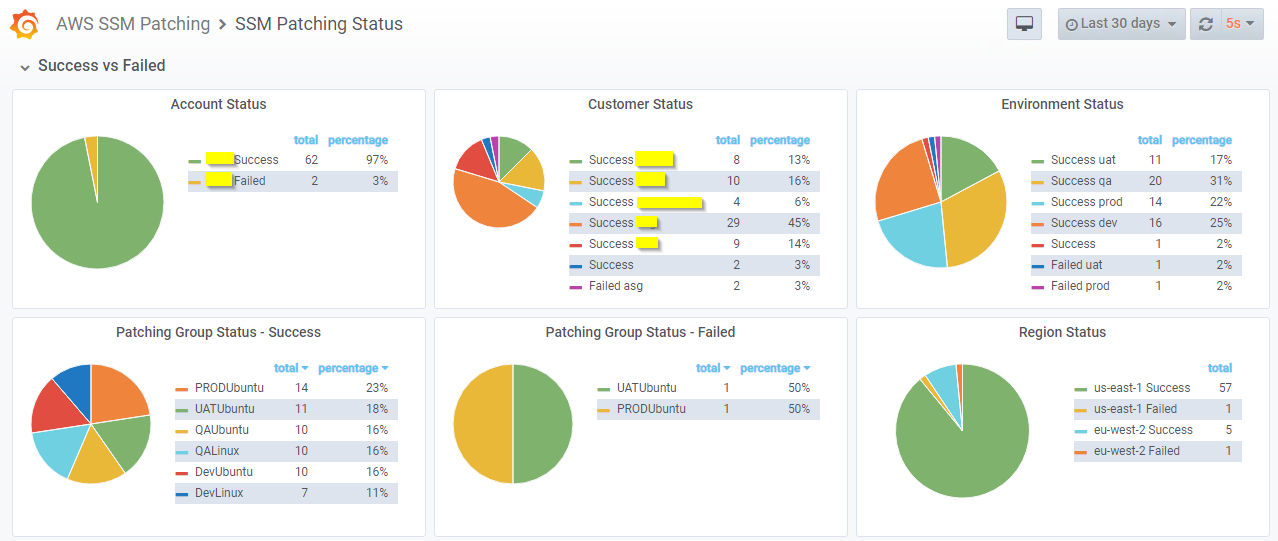 AWS SSM Patching > SSM Patching Status
Last 30 days
5s
Success vs Failed
Account Status
total percentage
Success 62 97%
Failed 2 3%
Customer Status
total percentage
Success 8 13%
Success 10 16%
Success 4 6%
Success 29 45%
Success 9 14%
Success 2 3%
Failed asg 2 3%
Environment Status
total percentage
Success uat 11 17%
Success qa 20 31%
Success prod 14 22%
Success dev 16 25%
Success 1 2%
Failed uat 1 2%
Failed prod 1 2%
Patching Group Status - Success
total percentage
PRODUbuntu 14 23%
UATUbuntu 11 18%
QAUbuntu 10 16%
QALinux 10 16%
DevUbuntu 10 16%
DevLinux 7 11%
Patching Group Status - Failed
total percentage
UATUbuntu 1 50%
PRODUbuntu 1 50%
Region Status
total
us-east-1 Success 57
us-east-1 Failed 1
eu-west-2 Success 5
eu-west-2 Failed 1